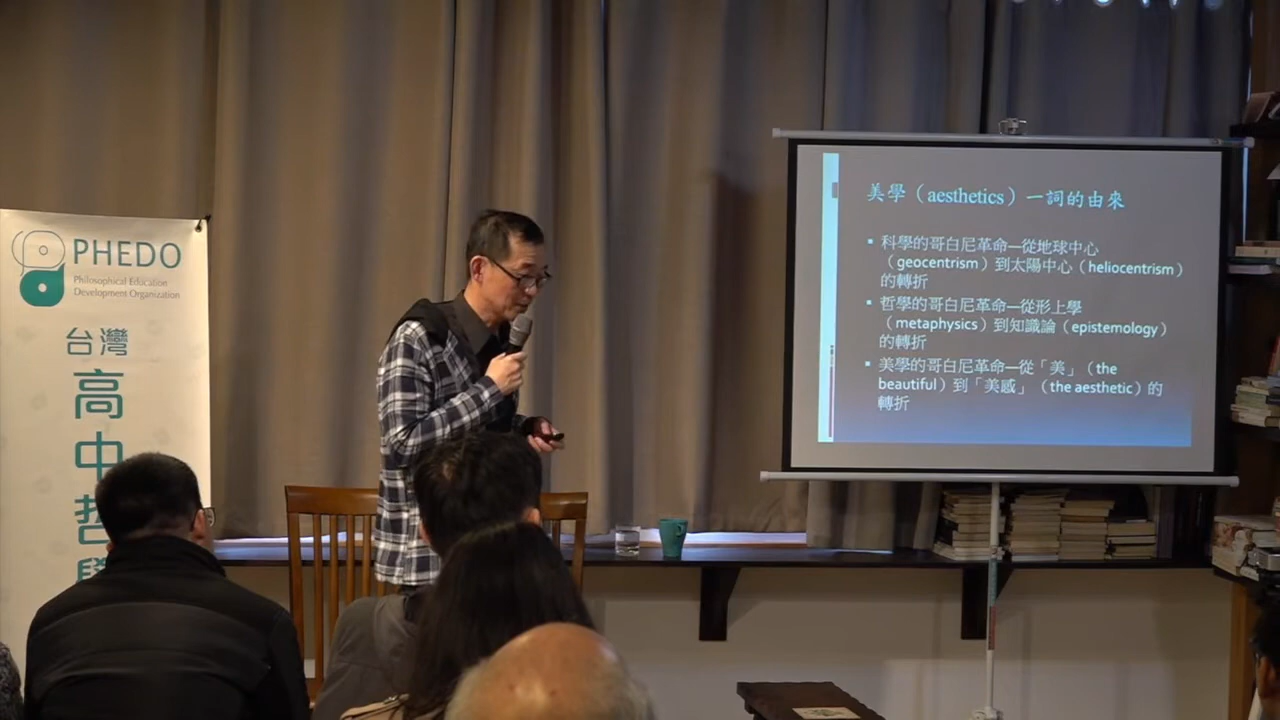 PHEDO
Philosophical Education
Development Organization
台灣
高
中
哲
美學（aesthetics）一詞的由來
▪ 科學的哥白尼革命—從地球中心
（geocentrism）到太陽中心（heliocentrism）
的轉折
▪ 哲學的哥白尼革命—從形上學
（metaphysics）到知識論（epistemology）
的轉折
▪ 美學的哥白尼革命—從「美」（the
beautiful）到「美感」（the aesthetic）的
轉折